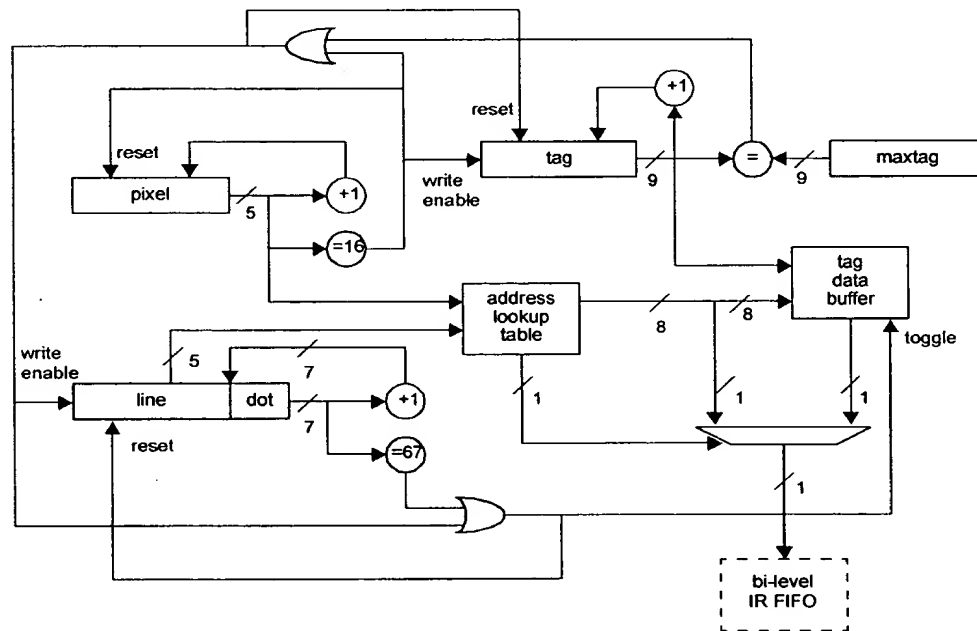 +1
reset
reset
tag
=
maxtag
9
9
write
enable
pixel
5
+1
=16
address
lookup
table
8
8
tag
data
buffer
toggle
write
enable
5
7
line
dot
7
+1
1
1
1
reset
=67
1
bi-level
IR FIFO